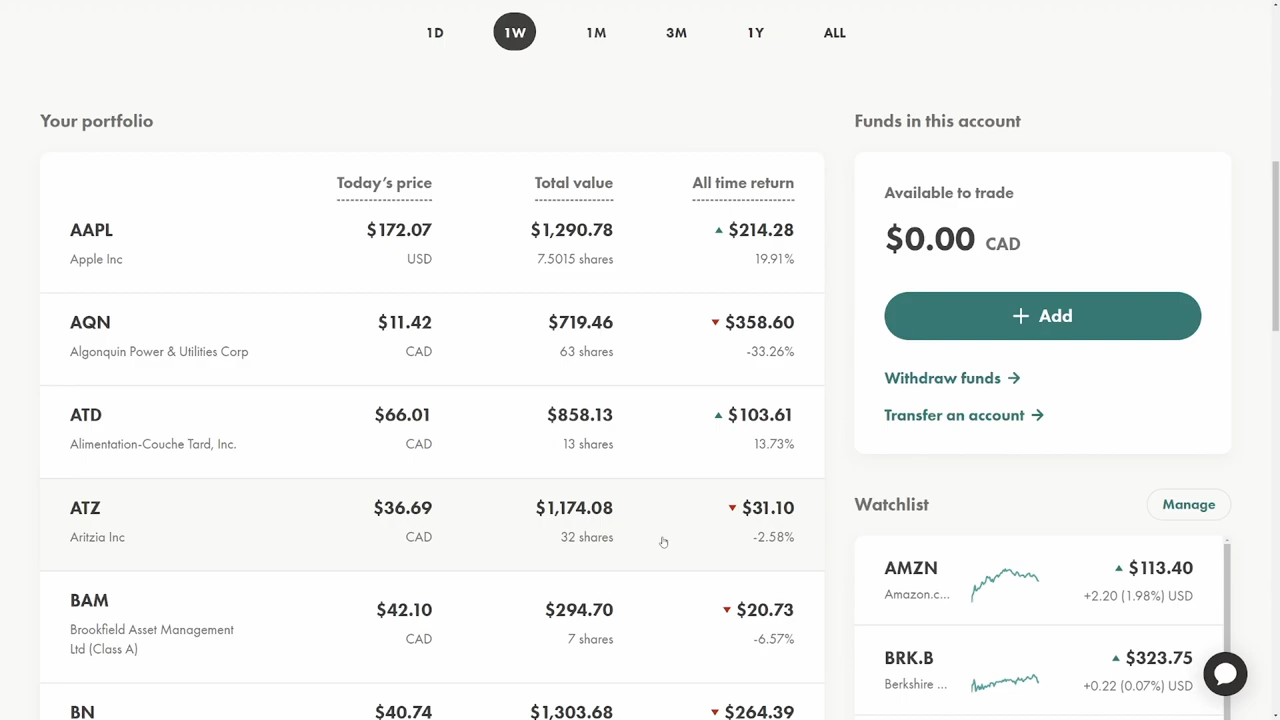 1D 1W 1M 3M 1Y ALL
Your portfolio
Today's price Total value All time return
AAPL $172.07 $1,290.78 $214.28
Apple Inc USD 7.5015 shares 19.91%
AQN $11.42 $719.46 $358.60
Algonquin Power & Utilities Corp CAD 63 shares -33.26%
ATD $66.01 $858.13 $103.61
Alimentation-Couche Tard, Inc. CAD 13 shares 13.73%
ATZ $36.69 $1,174.08 $31.10
Aritzia Inc CAD 32 shares -2.58%
BAM $42.10 $294.70 $20.73
Brookfield Asset Management CAD 7 shares -6.57%
Ltd (Class A)
BN $40.74 $1,303.68 $264.39
Funds in this account
Available to trade
$0.00 CAD
+ Add
Withdraw funds →
Transfer an account →
Watchlist Manage
AMZN $113.40
Amazon.c... +2.20 (1.98%) USD
BRK.B $323.75
Berkshire ... +0.22 (0.07%) USD